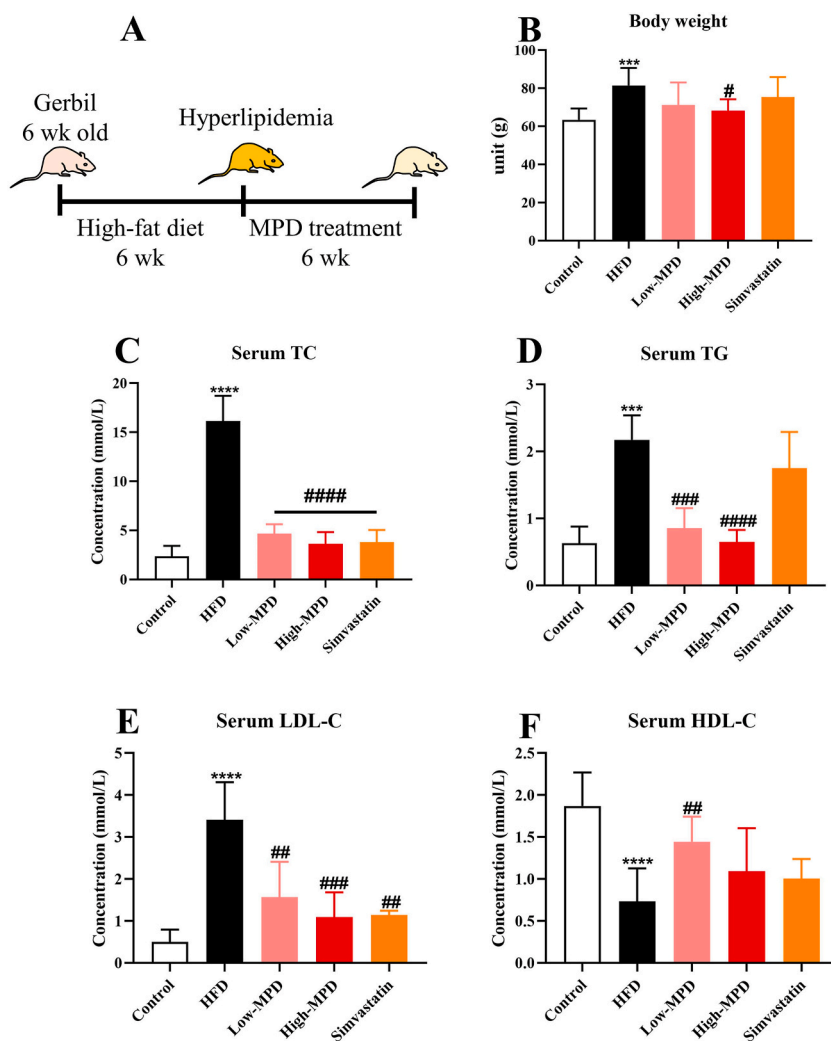 A
Gerbil
6 wk old
Hyperlipidemia
High-fat diet
6 wk
MPD treatment
6 wk
B
Body weight
unit (g)
100
80
60
40
20
0
***
#
Control
HFD
Low-MPD
High-MPD
Simvastatin
C
Serum TC
Concentration (mmol/L)
20
15
10
5
0
****
####
Control
HFD
Low-MPD
High-MPD
Simvastatin
D
Serum TG
Concentration (mmol/L)
3
2
1
0
***
###
####
Control
HFD
Low-MPD
High-MPD
Simvastatin
E
Serum LDL-C
Concentration (mmol/L)
5
4
3
2
1
0
****
##
###
##
Control
HFD
Low-MPD
High-MPD
Simvastatin
F
Serum HDL-C
Concentration (mmol/L)
2.5
2.0
1.5
1.0
0.5
0.0
****
##
Control
HFD
Low-MPD
High-MPD
Simvastatin